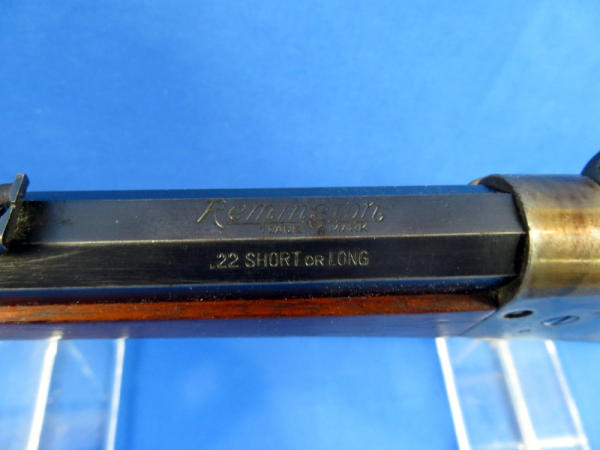 Remington
TRADE MARK
.22 SHORT OR LONG